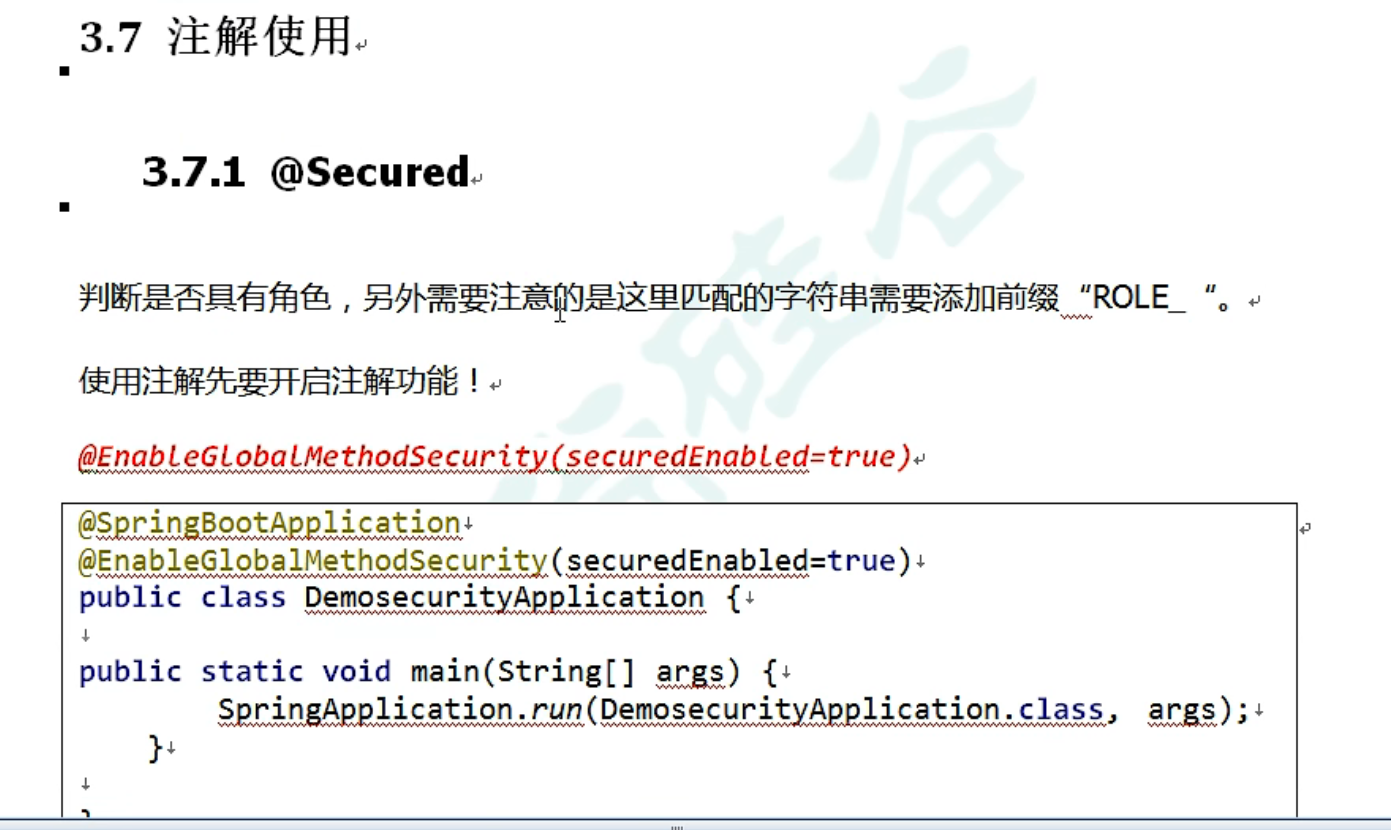 3.7 注解使用
3.7.1 @Secured
判断是否具有角色，另外需要注意的是这里匹配的字符串需要添加前缀“ROLE_“。
使用注解先要开启注解功能！
@EnableGlobalMethodSecurity(securedEnabled=true)
@SpringBootApplication
@EnableGlobalMethodSecurity(securedEnabled=true)
public class DemosecurityApplication {
public static void main(String[] args) {
SpringApplication.run(DemosecurityApplication.class, args);
}